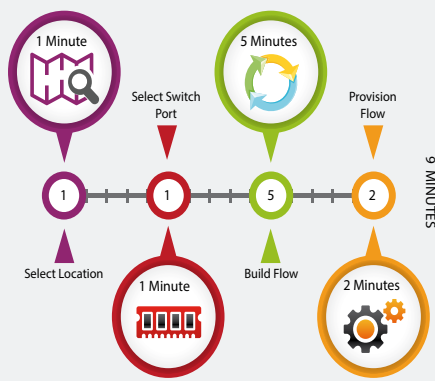 1 Minute
5 Minutes
Select Switch
Port
Provision
Flow
1
1
5
2
9 MINUTES
Select Location
Build Flow
1 Minute
2 Minutes